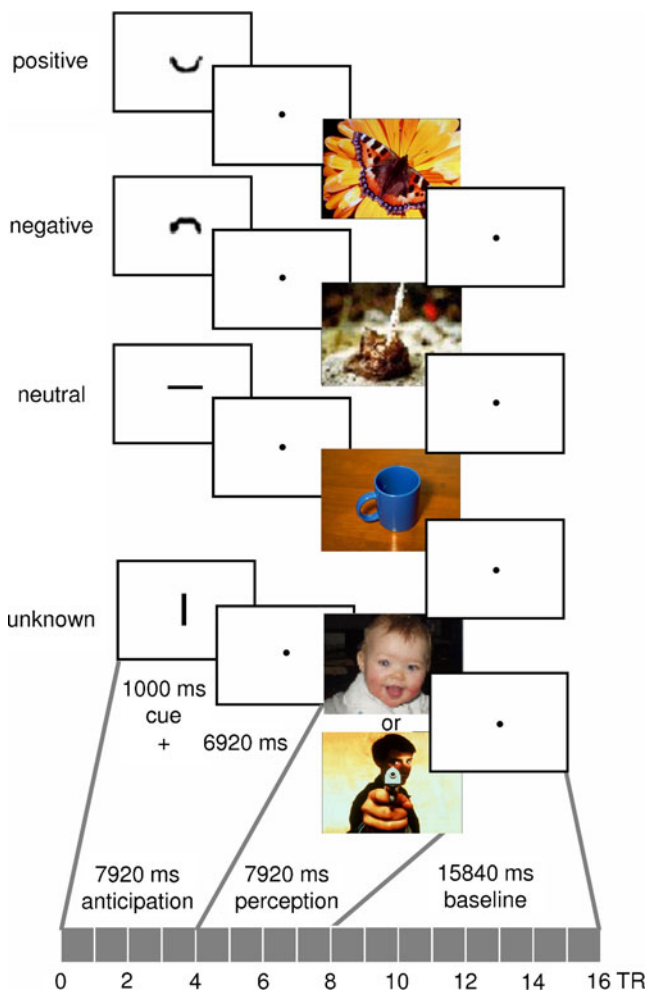 positive
negative
neutral
unknown
1000 ms
cue
+ 6920 ms
or
7920 ms
anticipation
7920 ms
perception
15840 ms
baseline
0 2 4 6 8 10 12 14 16 TR